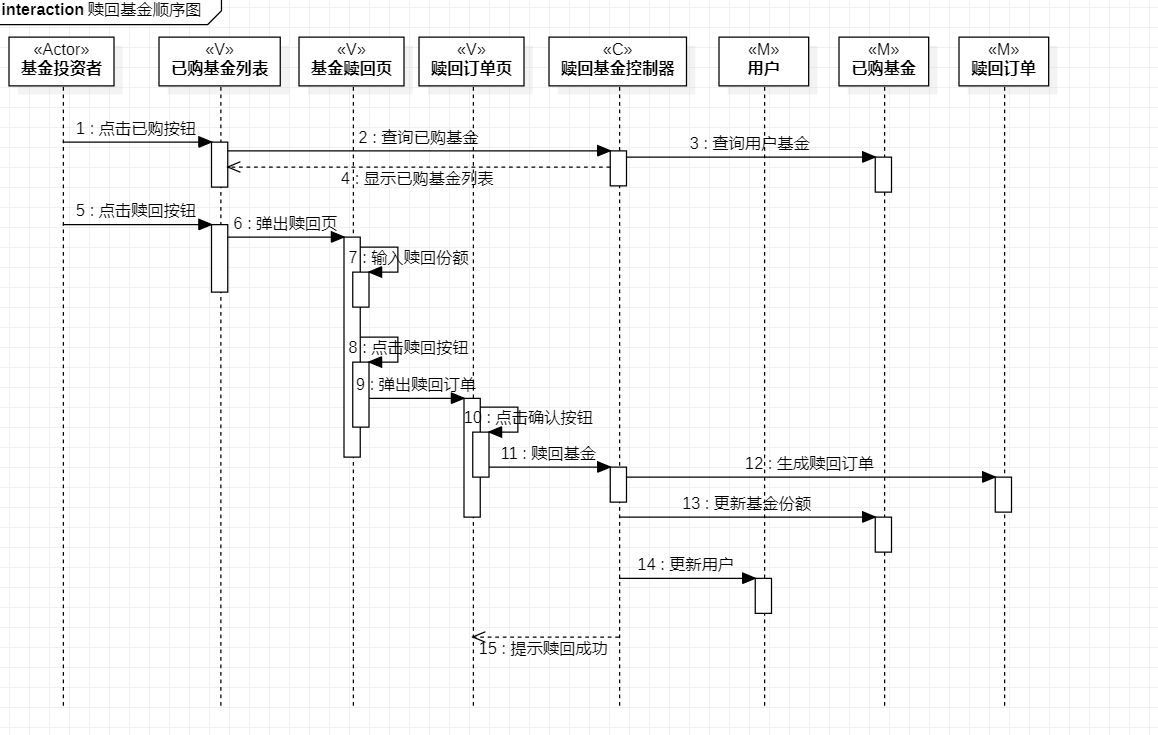 interaction 赎回基金顺序图
«Actor»
基金投资者
«V»
已购基金列表
«V»
基金赎回页
«V»
赎回订单页
«C»
赎回基金控制器
«M»
用户
«M»
已购基金
«M»
赎回订单
1 : 点击已购按钮
2 : 查询已购基金
3 : 查询用户基金
4 : 显示已购基金列表
5 : 点击赎回按钮
6 : 弹出赎回页
7 : 输入赎回份额
8 : 点击赎回按钮
9 : 弹出赎回订单
10 : 点击确认按钮
11 : 赎回基金
12 : 生成赎回订单
13 : 更新基金份额
14 : 更新用户
15 : 提示赎回成功